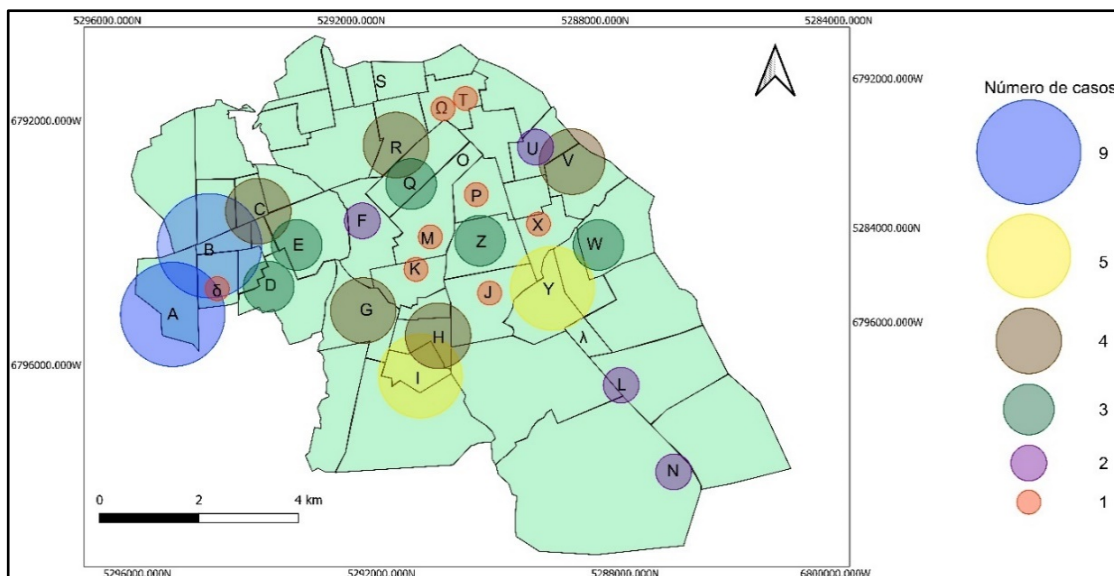 5296000.000N 5292000.000N 5288000.000N 5284000.000N
6792000.000W
6792000.000W
5284000.000N
6796000.000W
6796000.000W
S
Ω T
R U V
O
Q
P
C
F X
B E M Z W
K
δ D J Y
A G
H λ
I L
N
0 2 4 km
5296000.000N 5292000.000N 5288000.000N 6800000.000W
Número de casos
9
5
4
3
2
1